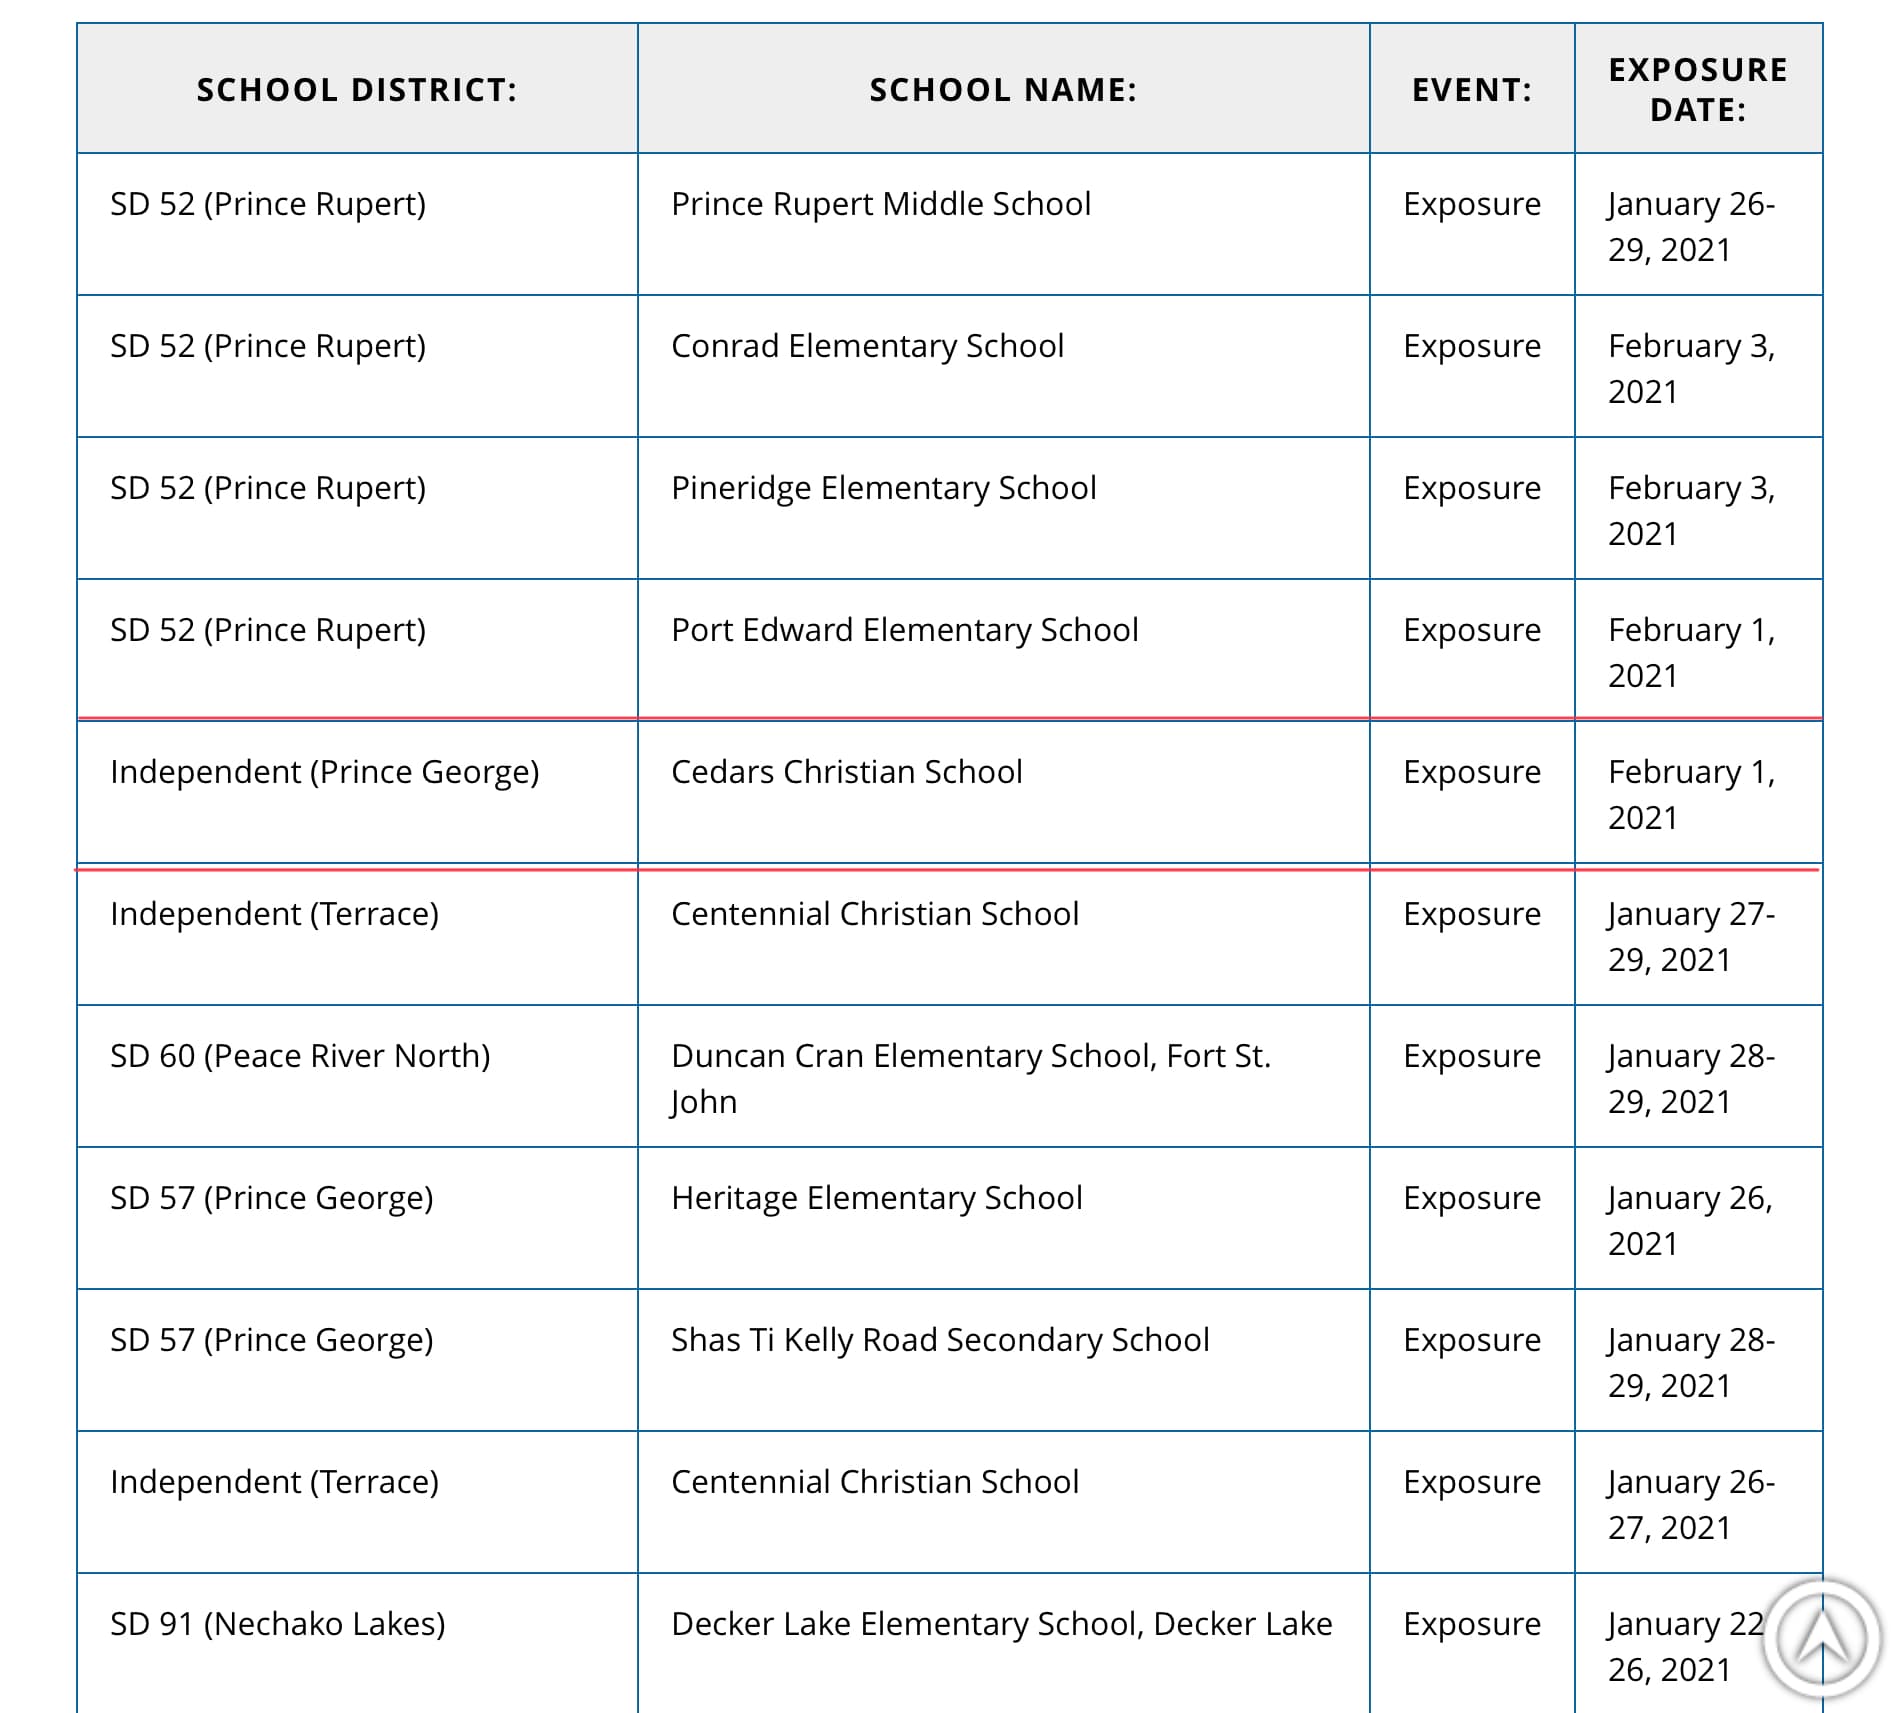 SCHOOL DISTRICT: SCHOOL NAME: EVENT: EXPOSURE DATE:
SD 52 (Prince Rupert) Prince Rupert Middle School Exposure January 26-
29, 2021
SD 52 (Prince Rupert) Conrad Elementary School Exposure February 3,
2021
SD 52 (Prince Rupert) Pineridge Elementary School Exposure February 3,
2021
SD 52 (Prince Rupert) Port Edward Elementary School Exposure February 1,
2021
Independent (Prince George) Cedars Christian School Exposure February 1,
2021
Independent (Terrace) Centennial Christian School Exposure January 27-
29, 2021
SD 60 (Peace River North) Duncan Cran Elementary School, Fort St. Exposure January 28-
John 29, 2021
SD 57 (Prince George) Heritage Elementary School Exposure January 26,
2021
SD 57 (Prince George) Shas Ti Kelly Road Secondary School Exposure January 28-
29, 2021
Independent (Terrace) Centennial Christian School Exposure January 26-
27, 2021
SD 91 (Nechako Lakes) Decker Lake Elementary School, Decker Lake Exposure January 22
26, 2021